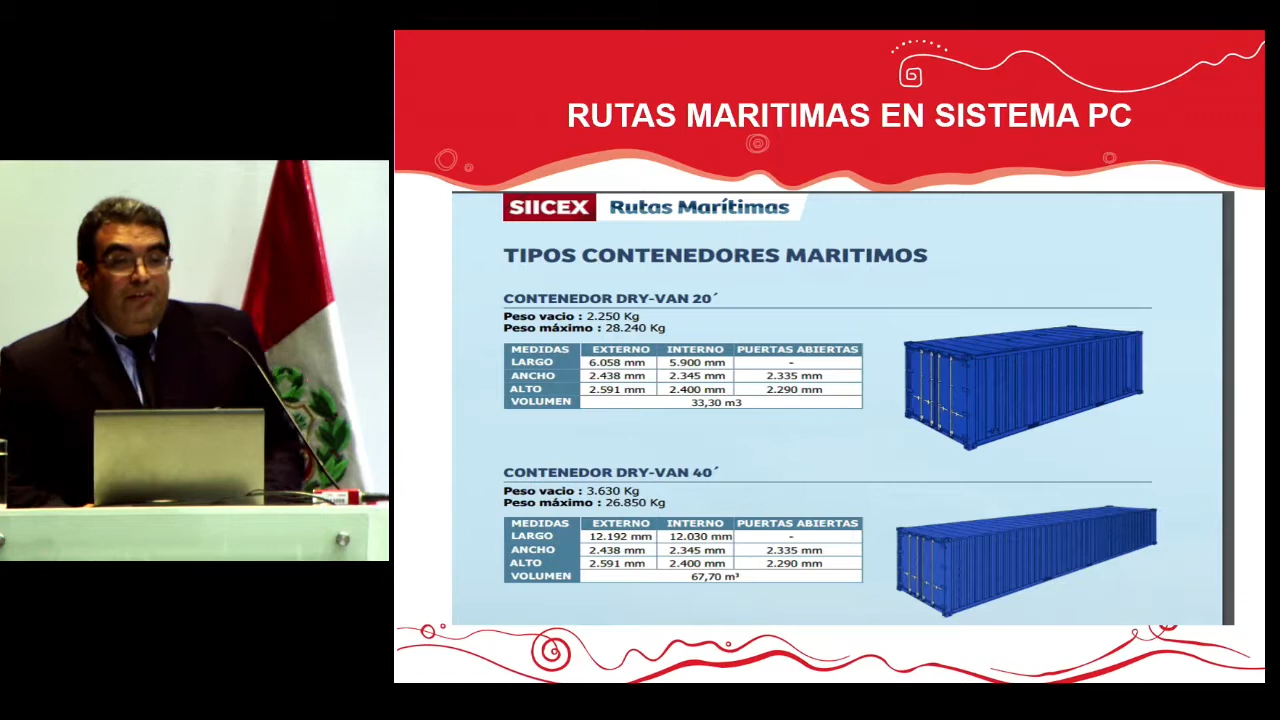 RUTAS MARITIMAS EN SISTEMA PC
SIICEX Rutas Marítimas
TIPOS CONTENEDORES MARITIMOS
CONTENEDOR DRY-VAN 20´
Peso vacio : 2.250 Kg
Peso máximo : 28.240 Kg
MEDIDAS EXTERNO INTERNO PUERTAS ABIERTAS
LARGO 6.058 mm 5.900 mm -
ANCHO 2.438 mm 2.345 mm 2.335 mm
ALTO 2.591 mm 2.400 mm 2.290 mm
VOLUMEN 33,30 m3
CONTENEDOR DRY-VAN 40´
Peso vacio : 3.630 Kg
Peso máximo : 26.850 Kg
MEDIDAS EXTERNO INTERNO PUERTAS ABIERTAS
LARGO 12.192 mm 12.030 mm -
ANCHO 2.438 mm 2.345 mm 2.335 mm
ALTO 2.591 mm 2.400 mm 2.290 mm
VOLUMEN 67,70 m³